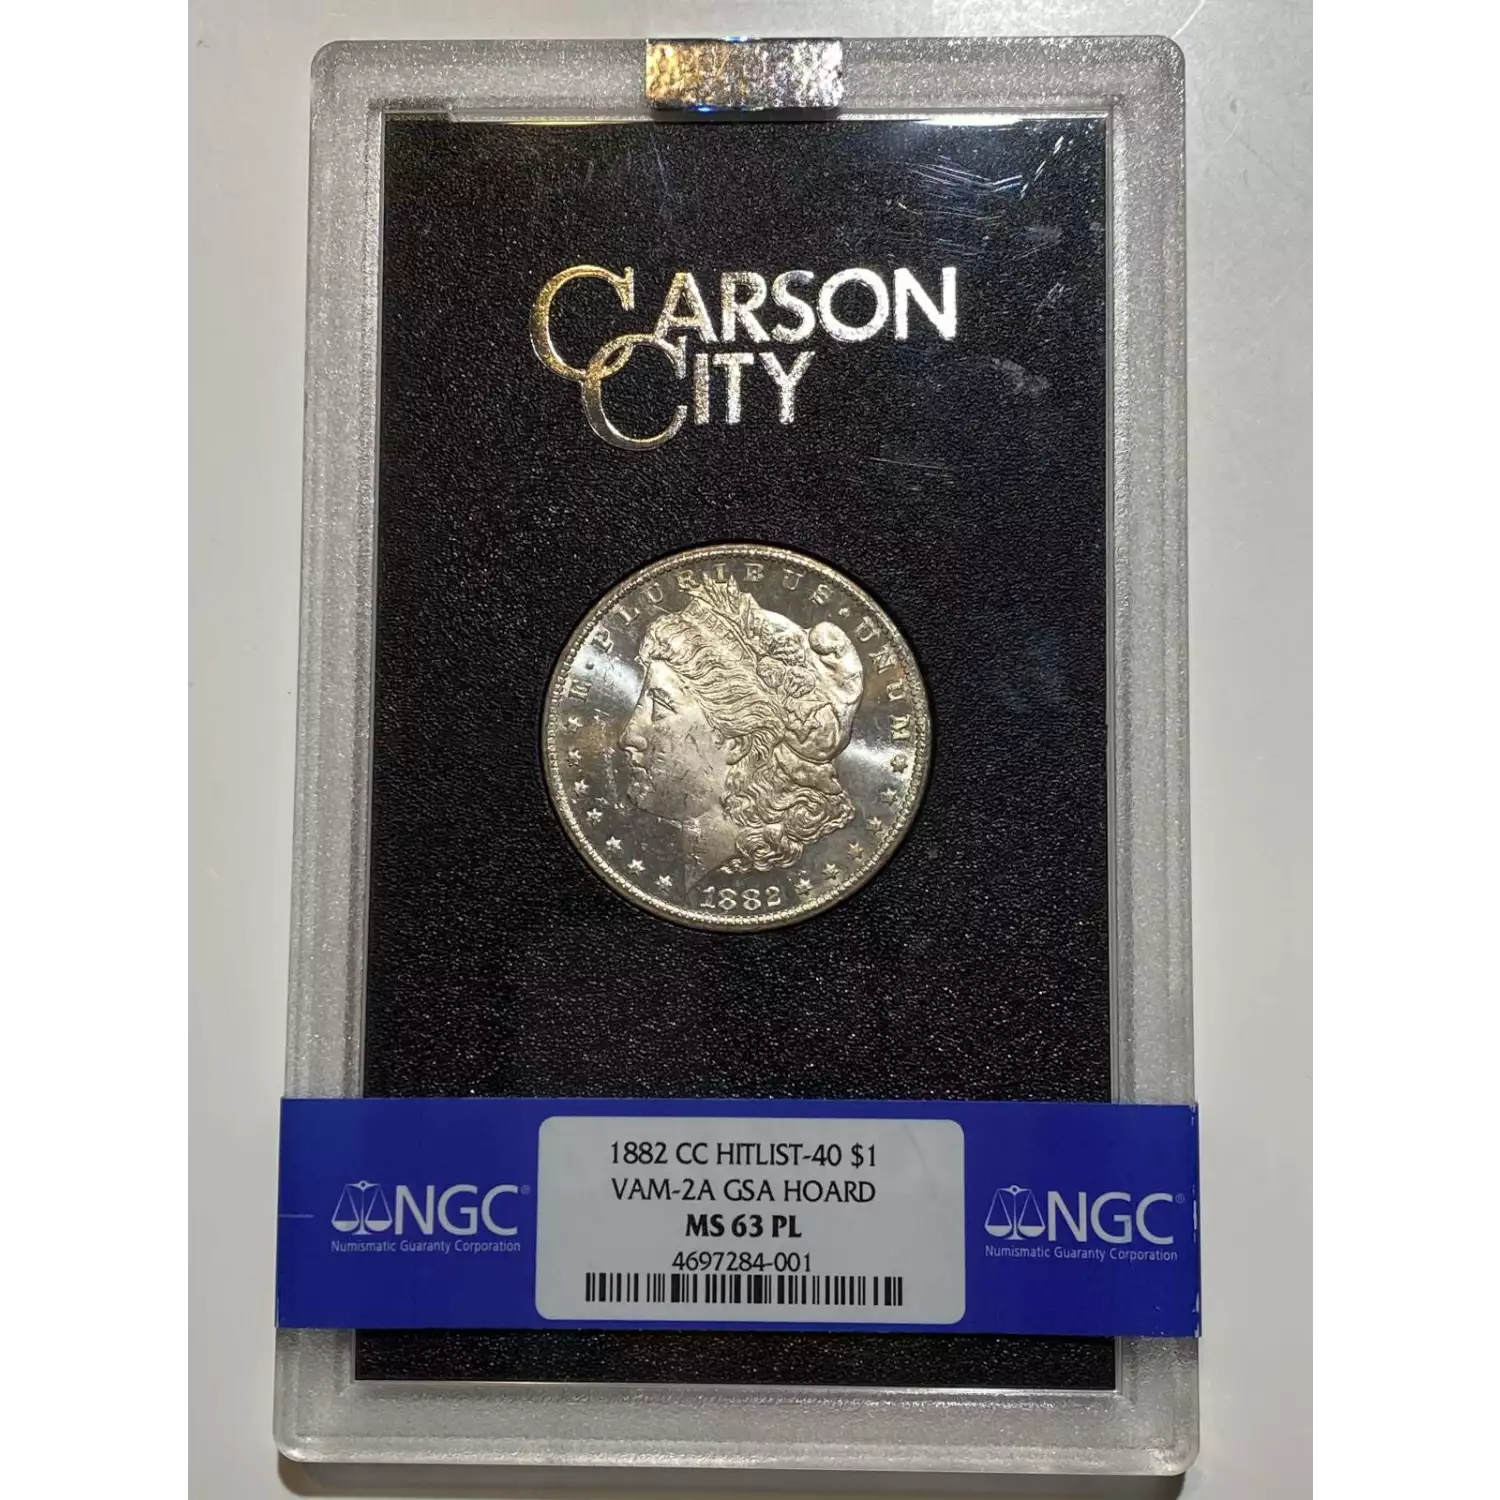 CARSON
CITY
E·PLURIBUS·UNUM
1882
1882 CC HITLIST-40 $1
VAM-2A GSA HOARD
MS 63 PL
4697284-001
NGC®
Numismatic Guaranty Corporation
NGC®
Numismatic Guaranty Corporation